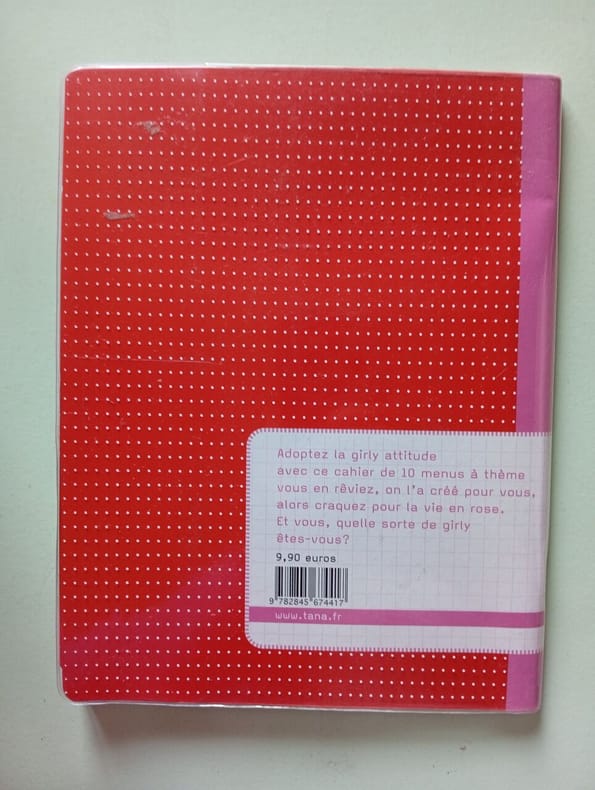 Adoptez la girly attitude
avec ce cahier de 10 menus à thème
vous en rêviez, on l'a créé pour vous,
alors craquez pour la vie en rose.
Et vous, quelle sorte de girly
êtes-vous?
9,90 euros
9 782845 674417
www.tana.fr